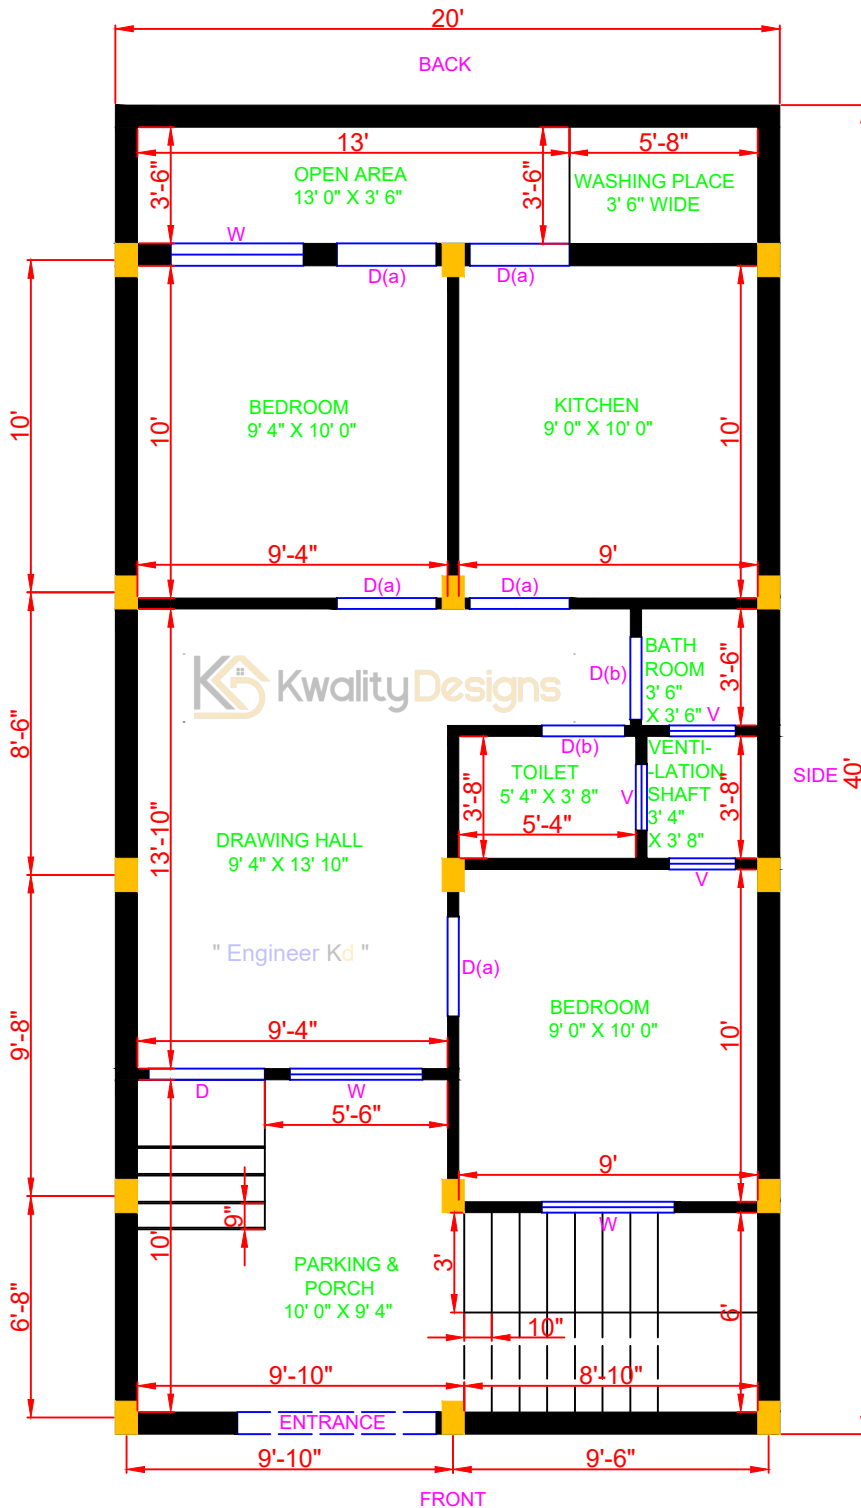 20'
BACK
13'
5'-8"
3'-6"
OPEN AREA
13' 0" X 3' 6"
3'-6"
WASHING PLACE
3' 6" WIDE
W
D(a)
D(a)
10'
10'
BEDROOM
9' 4" X 10' 0"
KITCHEN
9' 0" X 10' 0"
10'
9'-4"
9'
D(a)
D(a)
8'-6"
Kwality Designs
D(b)
BATH
ROOM
3' 6"
X 3' 6"
3'-6"
V
D(b)
13'-10"
3'-8"
TOILET
5' 4" X 3' 8"
5'-4"
V
VENTI-
-LATION
SHAFT
3' 4"
X 3' 8"
3'-8"
SIDE
40'
V
DRAWING HALL
9' 4" X 13' 10"
" Engineer Kd "
D(a)
9'-8"
BEDROOM
9' 0" X 10' 0"
10'
9'-4"
D
W
5'-6"
9'
9"
W
10'
PARKING &
PORCH
10' 0" X 9' 4"
3'
6'
6'-8"
10"
9'-10"
8'-10"
ENTRANCE
9'-10"
9'-6"
FRONT